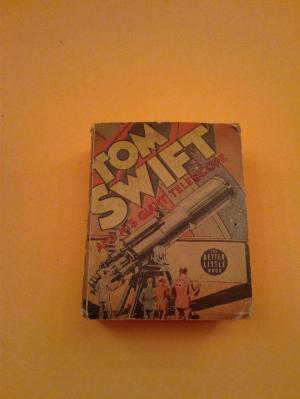 TOM
SWIFT
AND HIS GIANT TELESCOPE
THE
BETTER
LITTLE
BOOK